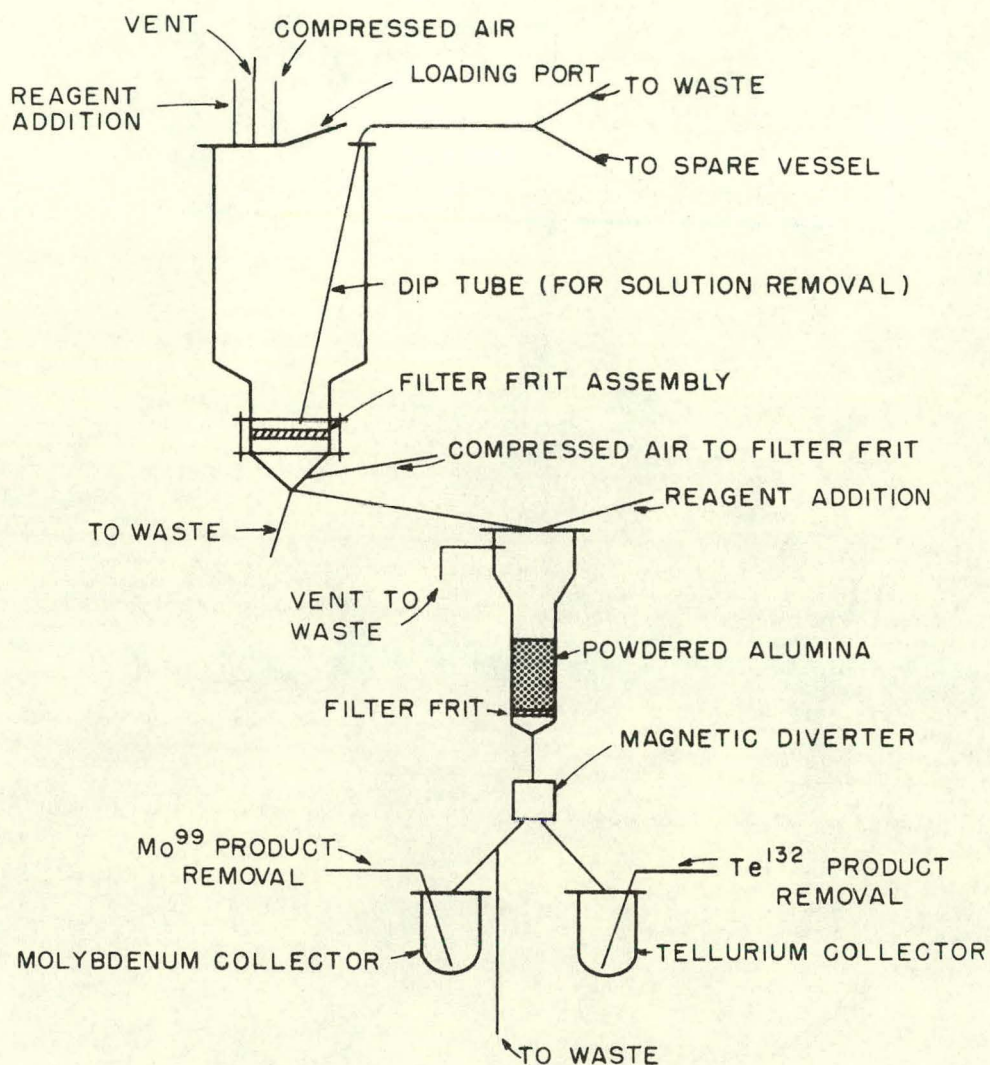 VENT
COMPRESSED AIR
LOADING PORT
REAGENT
ADDITION
TO WASTE
TO SPARE VESSEL
DIP TUBE (FOR SOLUTION REMOVAL)
FILTER FRIT ASSEMBLY
COMPRESSED AIR TO FILTER FRIT
REAGENT ADDITION
TO WASTE
VENT TO
WASTE
POWDERED ALUMINA
FILTER FRIT
MAGNETIC DIVERTER
Mo⁹⁹ PRODUCT
REMOVAL
Te¹³² PRODUCT
REMOVAL
MOLYBDENUM COLLECTOR
TELLURIUM COLLECTOR
TO WASTE